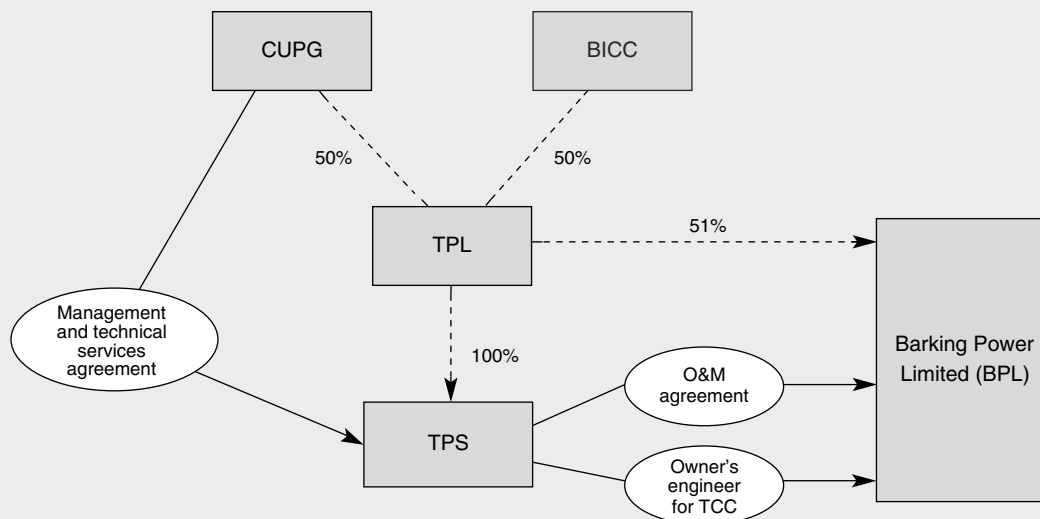 CUPG
BICC
50%
50%
TPL
51%
Management
and technical
services
agreement
100%
Barking Power
Limited (BPL)
O&M
agreement
TPS
Owner's
engineer
for TCC